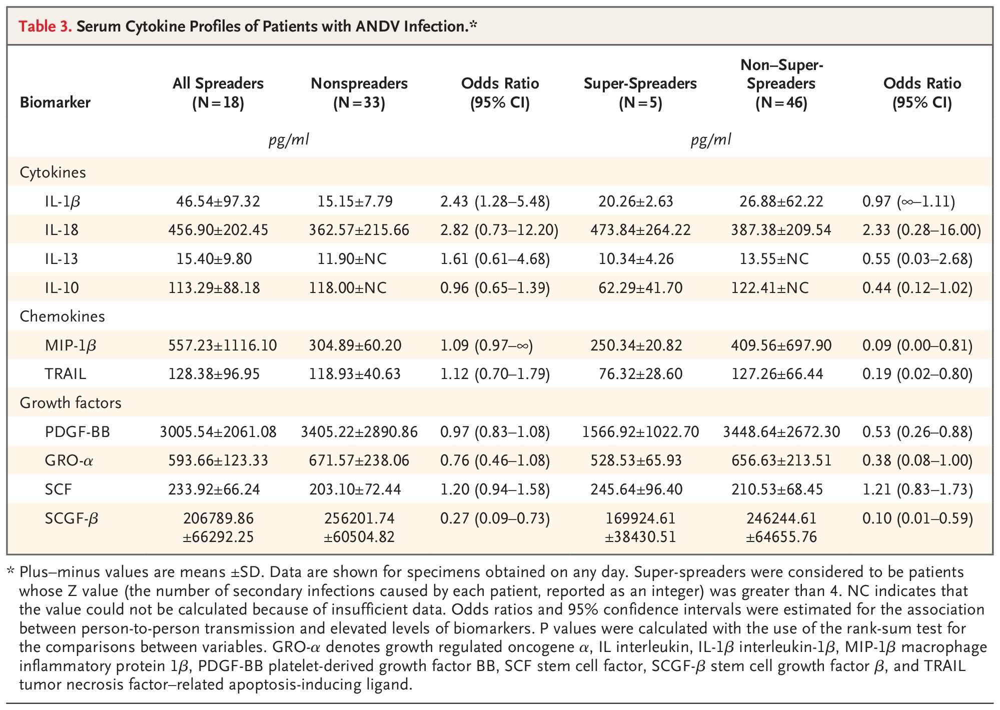 Table 3. Serum Cytokine Profiles of Patients with ANDV Infection.*
Biomarker All Spreaders (N=18) Nonspreaders (N=33) Odds Ratio (95% CI) Super-Spreaders (N=5) Non–Super-Spreaders (N=46) Odds Ratio (95% CI)
pg/ml pg/ml
Cytokines
IL-1β 46.54±97.32 15.15±7.79 2.43 (1.28–5.48) 20.26±2.63 26.88±62.22 0.97 (∞–1.11)
IL-18 456.90±202.45 362.57±215.66 2.82 (0.73–12.20) 473.84±264.22 387.38±209.54 2.33 (0.28–16.00)
IL-13 15.40±9.80 11.90±NC 1.61 (0.61–4.68) 10.34±4.26 13.55±NC 0.55 (0.03–2.68)
IL-10 113.29±88.18 118.00±NC 0.96 (0.65–1.39) 62.29±41.70 122.41±NC 0.44 (0.12–1.02)
Chemokines
MIP-1β 557.23±1116.10 304.89±60.20 1.09 (0.97–∞) 250.34±20.82 409.56±697.90 0.09 (0.00–0.81)
TRAIL 128.38±96.95 118.93±40.63 1.12 (0.70–1.79) 76.32±28.60 127.26±66.44 0.19 (0.02–0.80)
Growth factors
PDGF-BB 3005.54±2061.08 3405.22±2890.86 0.97 (0.83–1.08) 1566.92±1022.70 3448.64±2672.30 0.53 (0.26–0.88)
GRO-α 593.66±123.33 671.57±238.06 0.76 (0.46–1.08) 528.53±65.93 656.63±213.51 0.38 (0.08–1.00)
SCF 233.92±66.24 203.10±72.44 1.20 (0.94–1.58) 245.64±96.40 210.53±68.45 1.21 (0.83–1.73)
SCGF-β 206789.86 256201.74 0.27 (0.09–0.73) 169924.61 246244.61 0.10 (0.01–0.59)
±66292.25 ±60504.82 ±38430.51 ±64655.76
* Plus–minus values are means ±SD. Data are shown for specimens obtained on any day. Super-spreaders were considered to be patients
whose Z value (the number of secondary infections caused by each patient, reported as an integer) was greater than 4. NC indicates that
the value could not be calculated because of insufficient data. Odds ratios and 95% confidence intervals were estimated for the association
between person-to-person transmission and elevated levels of biomarkers. P values were calculated with the use of the rank-sum test for
the comparisons between variables. GRO-α denotes growth regulated oncogene α, IL interleukin, IL-1β interleukin-1β, MIP-1β macrophage
inflammatory protein 1β, PDGF-BB platelet-derived growth factor BB, SCF stem cell factor, SCGF-β stem cell growth factor β, and TRAIL
tumor necrosis factor–related apoptosis-inducing ligand.